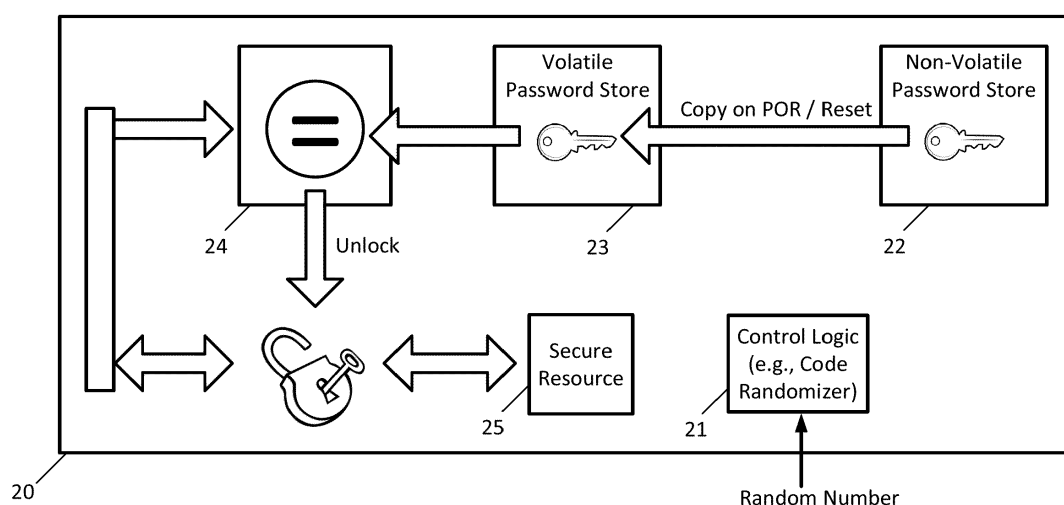 Volatile
Password Store
Non-Volatile
Password Store
Copy on POR / Reset
24
23
22
Unlock
Secure
Resource
25
Control Logic
(e.g., Code
Randomizer)
21
20
Random Number